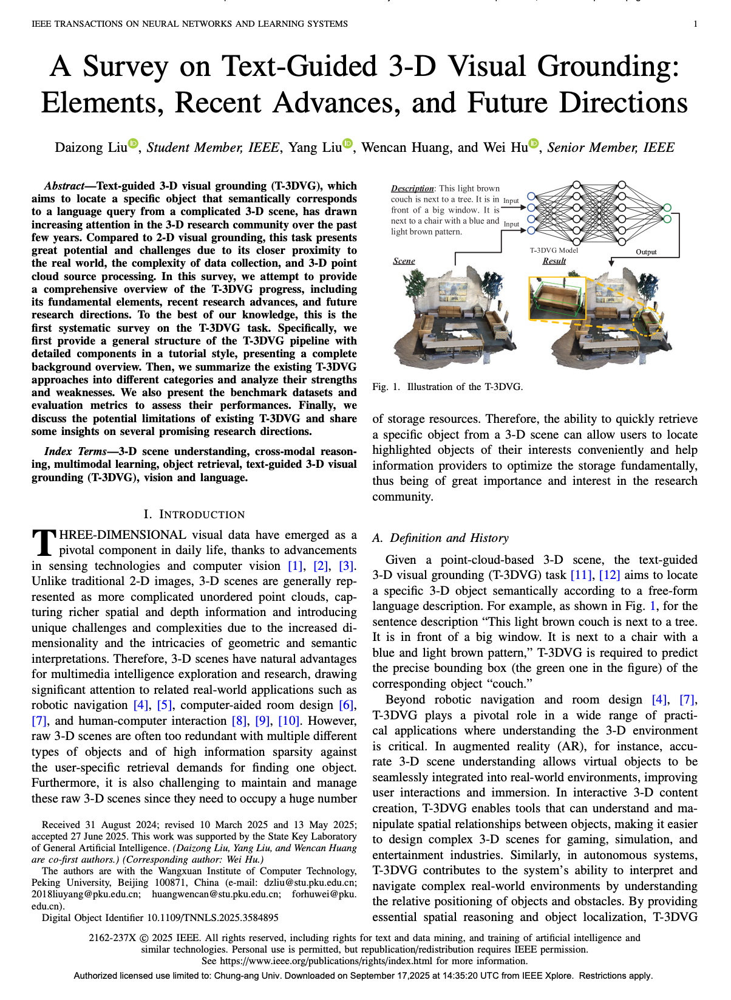 IEEE TRANSACTIONS ON NEURAL NETWORKS AND LEARNING SYSTEMS
1
A Survey on Text-Guided 3-D Visual Grounding:
Elements, Recent Advances, and Future Directions
Daizong Liu, Student Member, IEEE, Yang Liu, Wencan Huang, and Wei Hu, Senior Member, IEEE
Abstract—Text-guided 3-D visual grounding (T-3DVG), which
aims to locate a specific object that semantically corresponds
to a language query from a complicated 3-D scene, has drawn
increasing attention in the 3-D research community over the past
few years. Compared to 2-D visual grounding, this task presents
great potential and challenges due to its closer proximity to
the real world, the complexity of data collection, and 3-D point
cloud source processing. In this survey, we attempt to provide
a comprehensive overview of the T-3DVG progress, including
its fundamental elements, recent research advances, and future
research directions. To the best of our knowledge, this is the
first systematic survey on the T-3DVG task. Specifically, we
first provide a general structure of the T-3DVG pipeline with
detailed components in a tutorial style, presenting a complete
background overview. Then, we summarize the existing T-3DVG
approaches into different categories and analyze their strengths
and weaknesses. We also present the benchmark datasets and
evaluation metrics to assess their performances. Finally, we
discuss the potential limitations of existing T-3DVG and share
some insights on several promising research directions.
Index Terms—3-D scene understanding, cross-modal reason-
ing, multimodal learning, object retrieval, text-guided 3-D visual
grounding (T-3DVG), vision and language.
I. INTRODUCTION
THREE-DIMENSIONAL visual data have emerged as a
pivotal component in daily life, thanks to advancements
in sensing technologies and computer vision [1], [2], [3].
Unlike traditional 2-D images, 3-D scenes are generally rep-
resented as more complicated unordered point clouds, cap-
turing richer spatial and depth information and introducing
unique challenges and complexities due to the increased di-
mensionality and the intricacies of geometric and semantic
interpretations. Therefore, 3-D scenes have natural advantages
for multimedia intelligence exploration and research, drawing
significant attention to related real-world applications such as
robotic navigation [4], [5], computer-aided room design [6],
[7], and human-computer interaction [8], [9], [10]. However,
raw 3-D scenes are often too redundant with multiple different
types of objects and of high information sparsity against
the user-specific retrieval demands for finding one object.
Furthermore, it is also challenging to maintain and manage
these raw 3-D scenes since they need to occupy a huge number
Received 31 August 2024; revised 10 March 2025 and 13 May 2025;
accepted 27 June 2025. This work was supported by the State Key Laboratory
of General Artificial Intelligence. (Daizong Liu, Yang Liu, and Wencan Huang
are co-first authors.) (Corresponding author: Wei Hu.)
The authors are with the Wangxuan Institute of Computer Technology,
Peking University, Beijing 100871, China (e-mail: dzliu@stu.pku.edu.cn;
2018liuyang@pku.edu.cn; huangwencan@stu.pku.edu.cn; forhuwei@pku.
edu.cn).
Digital Object Identifier 10.1109/TNNLS.2025.3584895
Description: This light brown
couch is next to a tree. It is in
front of a big window. It is
next to a chair with a blue and
light brown pattern.
Input
Input
T-3DVG Model
Output
Scene
Result
Fig. 1. Illustration of the T-3DVG.
of storage resources. Therefore, the ability to quickly retrieve
a specific object from a 3-D scene can allow users to locate
highlighted objects of their interests conveniently and help
information providers to optimize the storage fundamentally,
thus being of great importance and interest in the research
community.
A. Definition and History
Given a point-cloud-based 3-D scene, the text-guided
3-D visual grounding (T-3DVG) task [11], [12] aims to locate
a specific 3-D object semantically according to a free-form
language description. For example, as shown in Fig. 1, for the
sentence description “This light brown couch is next to a tree.
It is in front of a big window. It is next to a chair with a
blue and light brown pattern,” T-3DVG is required to predict
the precise bounding box (the green one in the figure) of the
corresponding object “couch.”
Beyond robotic navigation and room design [4], [7],
T-3DVG plays a pivotal role in a wide range of practi-
cal applications where understanding the 3-D environment
is critical. In augmented reality (AR), for instance, accu-
rate 3-D scene understanding allows virtual objects to be
seamlessly integrated into real-world environments, improving
user interactions and immersion. In interactive 3-D content
creation, T-3DVG enables tools that can understand and ma-
nipulate spatial relationships between objects, making it easier
to design complex 3-D scenes for gaming, simulation, and
entertainment industries. Similarly, in autonomous systems,
T-3DVG contributes to the system’s ability to interpret and
navigate complex real-world environments by understanding
the relative positioning of objects and obstacles. By providing
essential spatial reasoning and object localization, T-3DVG
2162-237X © 2025 IEEE. All rights reserved, including rights for text and data mining, and training of artificial intelligence and
similar technologies. Personal use is permitted, but republication/redistribution requires IEEE permission.
See https://www.ieee.org/publications/rights/index.html for more information.
Authorized licensed use limited to: Chung-ang Univ. Downloaded on September 17,2025 at 14:35:20 UTC from IEEE Xplore. Restrictions apply.